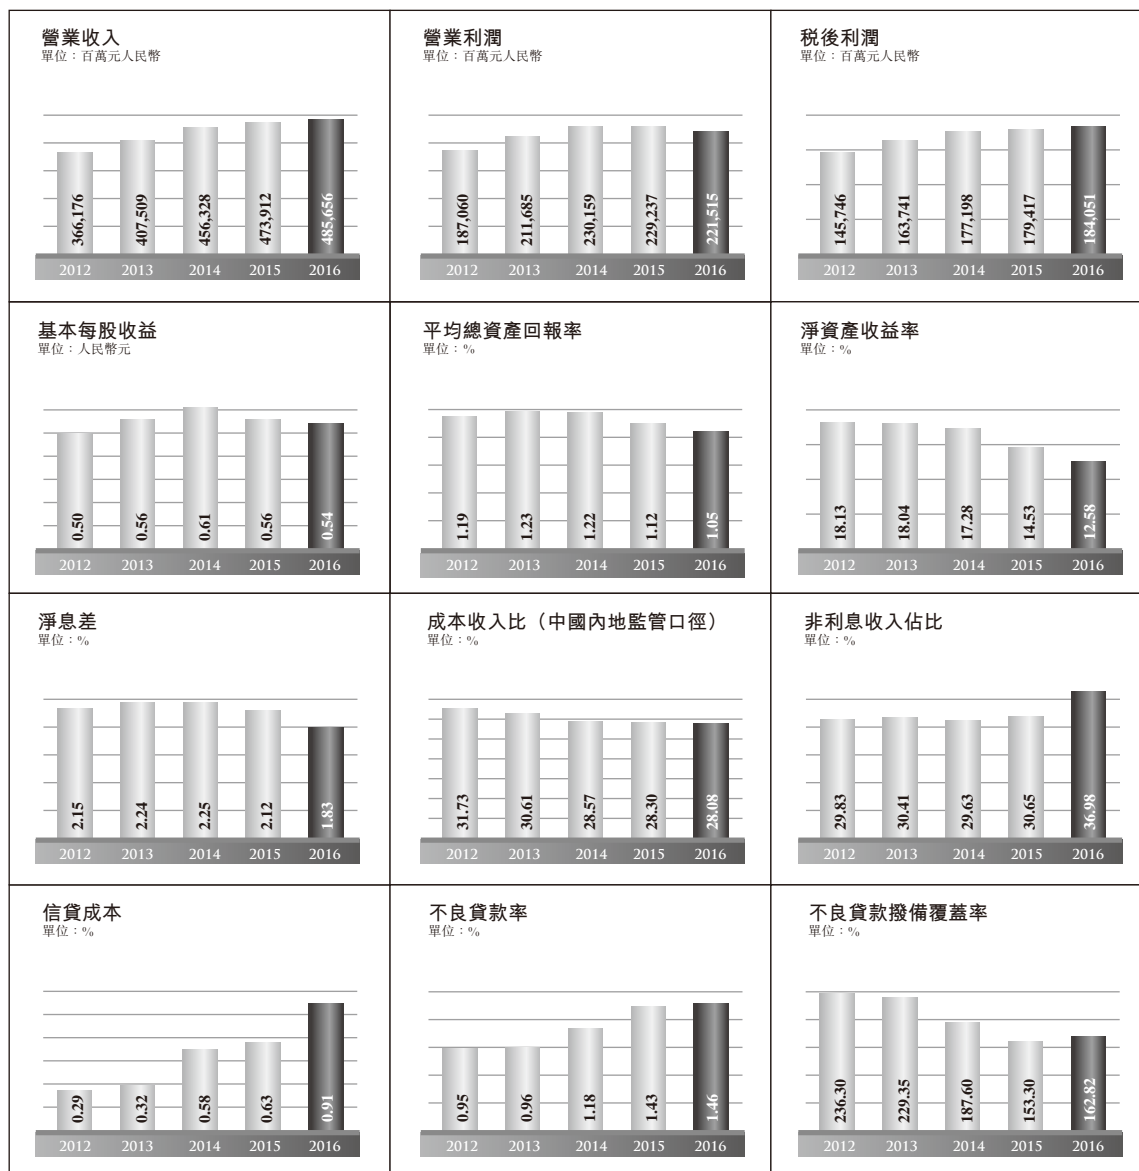 營業收入
單位：百萬元人民幣
366,176
407,509
456,328
473,912
485,656
2012 2013 2014 2015 2016
營業利潤
單位：百萬元人民幣
187,060
211,685
230,159
229,237
221,515
2012 2013 2014 2015 2016
税後利潤
單位：百萬元人民幣
145,746
163,741
177,198
179,417
184,051
2012 2013 2014 2015 2016
基本每股收益
單位：人民幣元
0.50
0.56
0.61
0.56
0.54
2012 2013 2014 2015 2016
平均總資產回報率
單位：%
1.19
1.23
1.22
1.12
1.05
2012 2013 2014 2015 2016
淨資產收益率
單位：%
18.13
18.04
17.28
14.53
12.58
2012 2013 2014 2015 2016
淨息差
單位：%
2.15
2.24
2.25
2.12
1.83
2012 2013 2014 2015 2016
成本收入比（中國內地監管口徑）
單位：%
31.73
30.61
28.57
28.30
28.08
2012 2013 2014 2015 2016
非利息收入佔比
單位：%
29.83
30.41
29.63
30.65
36.98
2012 2013 2014 2015 2016
信貸成本
單位：%
0.29
0.32
0.58
0.63
0.91
2012 2013 2014 2015 2016
不良貸款率
單位：%
0.95
0.96
1.18
1.43
1.46
2012 2013 2014 2015 2016
不良貸款撥備覆蓋率
單位：%
236.30
229.35
187.60
153.30
162.82
2012 2013 2014 2015 2016